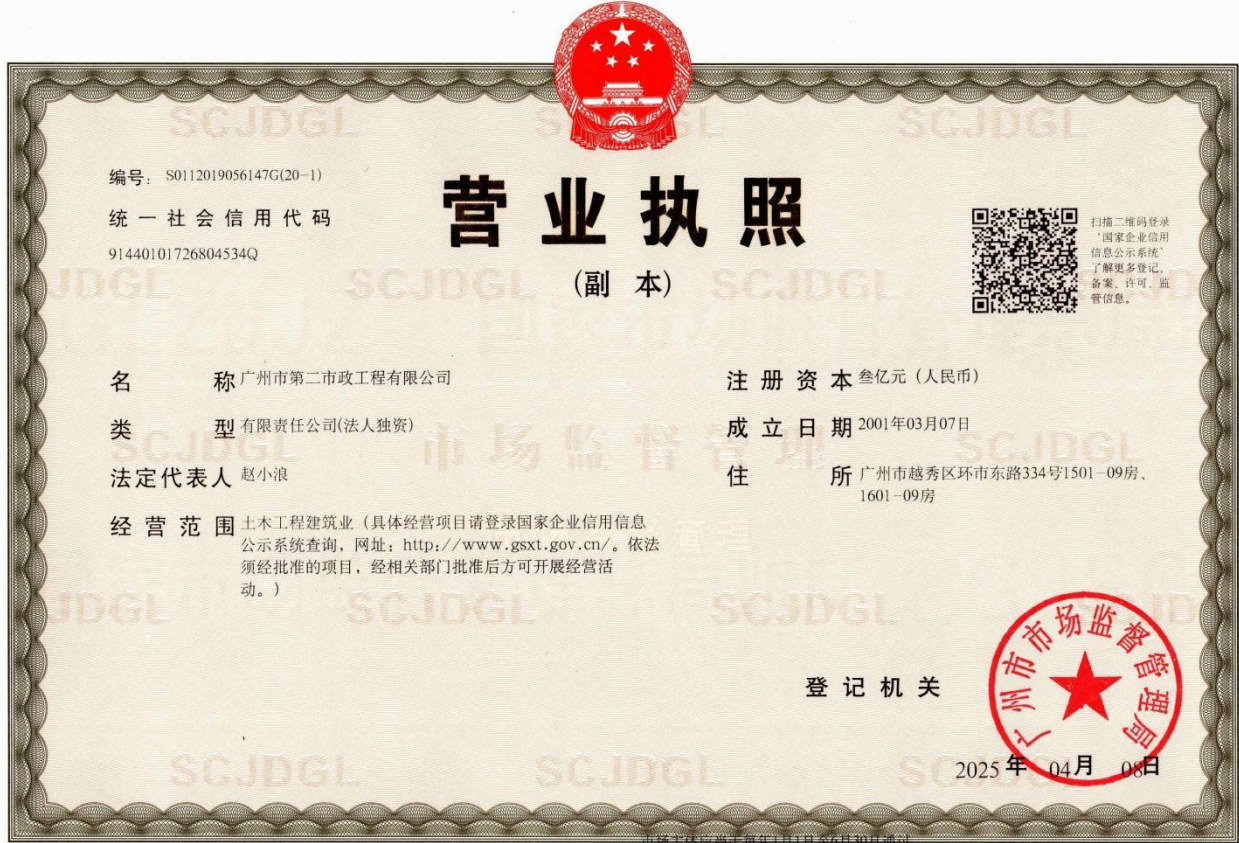 编号： S0112019056147G(20-1)
统一社会信用代码
91440101726804534Q
营业执照
(副 本)
扫描二维码登录
‘国家企业信用
信息公示系统’
了解更多登记、
备案、许可、监
管信息。
名 称 广州市第二市政工程有限公司
类 型 有限责任公司(法人独资)
法定代表人 赵小浪
经营范围 土木工程建筑业（具体经营项目请登录国家企业信用信息
公示系统查询，网址：http://www.gsxt.gov.cn/。依法
须经批准的项目，经相关部门批准后方可开展经营活
动。）
注册资本 叁亿元（人民币）
成立日期 2001年03月07日
住 所 广州市越秀区环市东路334号1501-09房、
1601-09房
登记机关
广州市市场监督管理局
2025 年 04月 08日
SCJDGL
市场监督管理